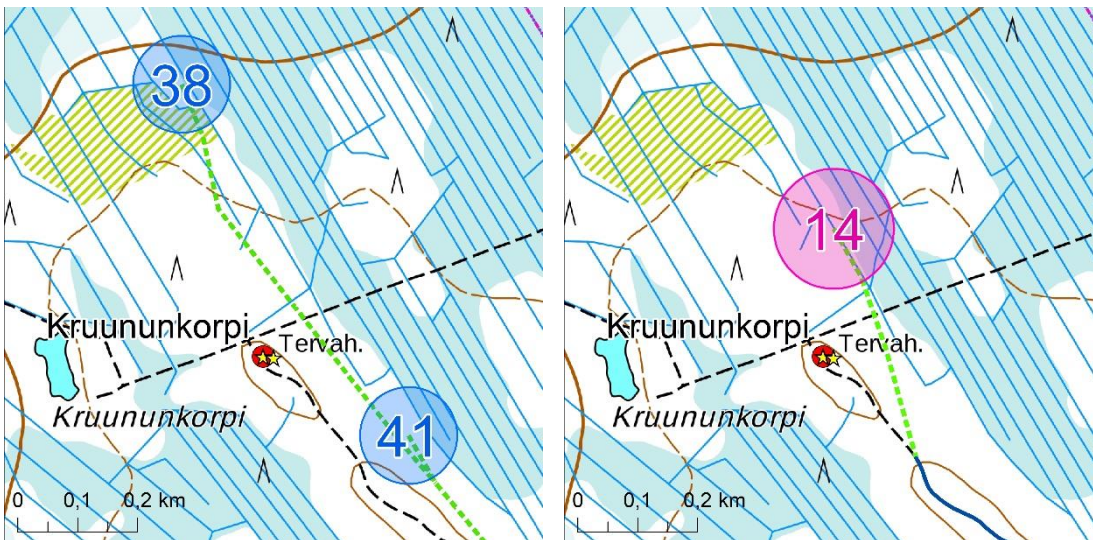 38
Kruununkorpi
Tervah.
Kruununkorpi
41
0 0,1 0,2 km
14
Kruununkorpi
Tervah.
Kruununkorpi
0 0,1 0,2 km